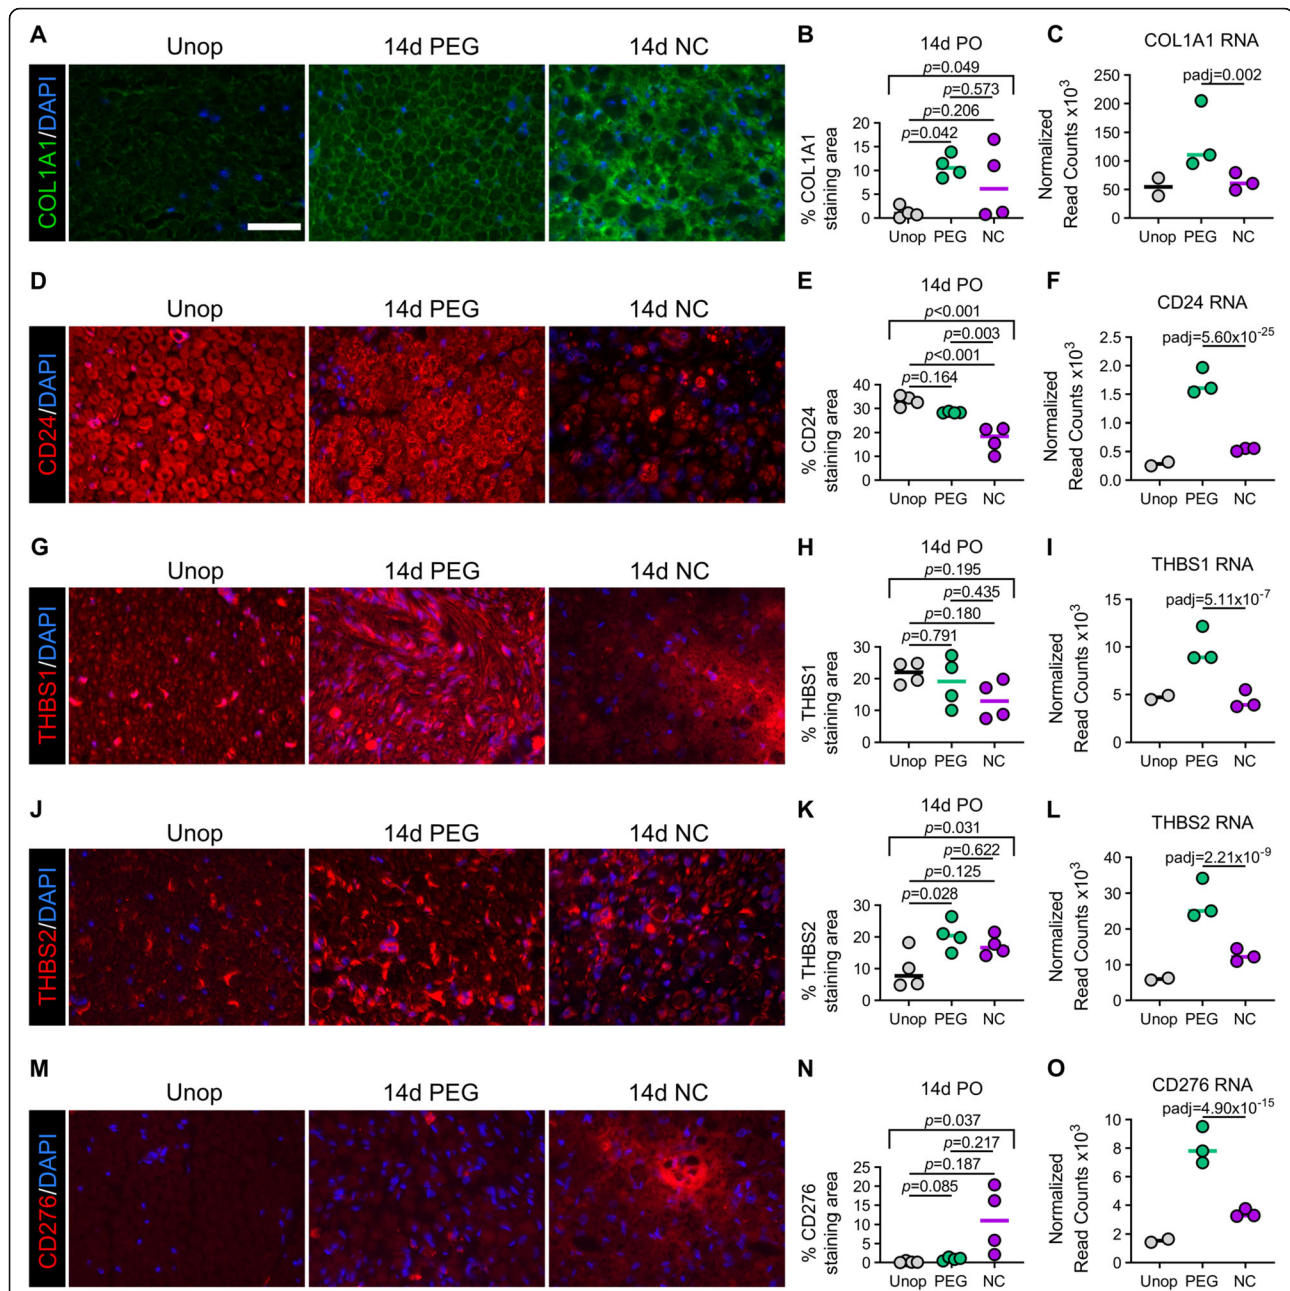 A
Unop
14d PEG
14d NC
COL1A1/DAPI
B
14d PO
p=0.049
p=0.573
p=0.206
p=0.042
% COL1A1 staining area
20
15
10
5
0
Unop PEG NC
C
COL1A1 RNA
padj=0.002
Normalized Read Counts x10³
250
200
150
100
50
0
Unop PEG NC
D
Unop
14d PEG
14d NC
CD24/DAPI
E
14d PO
p<0.001
p=0.003
p<0.001
p=0.164
% CD24 staining area
40
30
20
10
0
Unop PEG NC
F
CD24 RNA
padj=5.60x10⁻²⁵
Normalized Read Counts x10³
2.5
2.0
1.5
1.0
0.5
0.0
Unop PEG NC
G
Unop
14d PEG
14d NC
THBS1/DAPI
H
14d PO
p=0.195
p=0.435
p=0.180
p=0.791
% THBS1 staining area
30
20
10
0
Unop PEG NC
I
THBS1 RNA
padj=5.11x10⁻⁷
Normalized Read Counts x10³
15
10
5
0
Unop PEG NC
J
Unop
14d PEG
14d NC
THBS2/DAPI
K
14d PO
p=0.031
p=0.622
p=0.125
p=0.028
% THBS2 staining area
30
20
10
0
Unop PEG NC
L
THBS2 RNA
padj=2.21x10⁻⁹
Normalized Read Counts x10³
40
30
20
10
0
Unop PEG NC
M
Unop
14d PEG
14d NC
CD276/DAPI
N
14d PO
p=0.037
p=0.217
p=0.187
p=0.085
% CD276 staining area
25
20
15
10
5
0
Unop PEG NC
O
CD276 RNA
padj=4.90x10⁻¹⁵
Normalized Read Counts x10³
10
8
6
4
2
0
Unop PEG NC